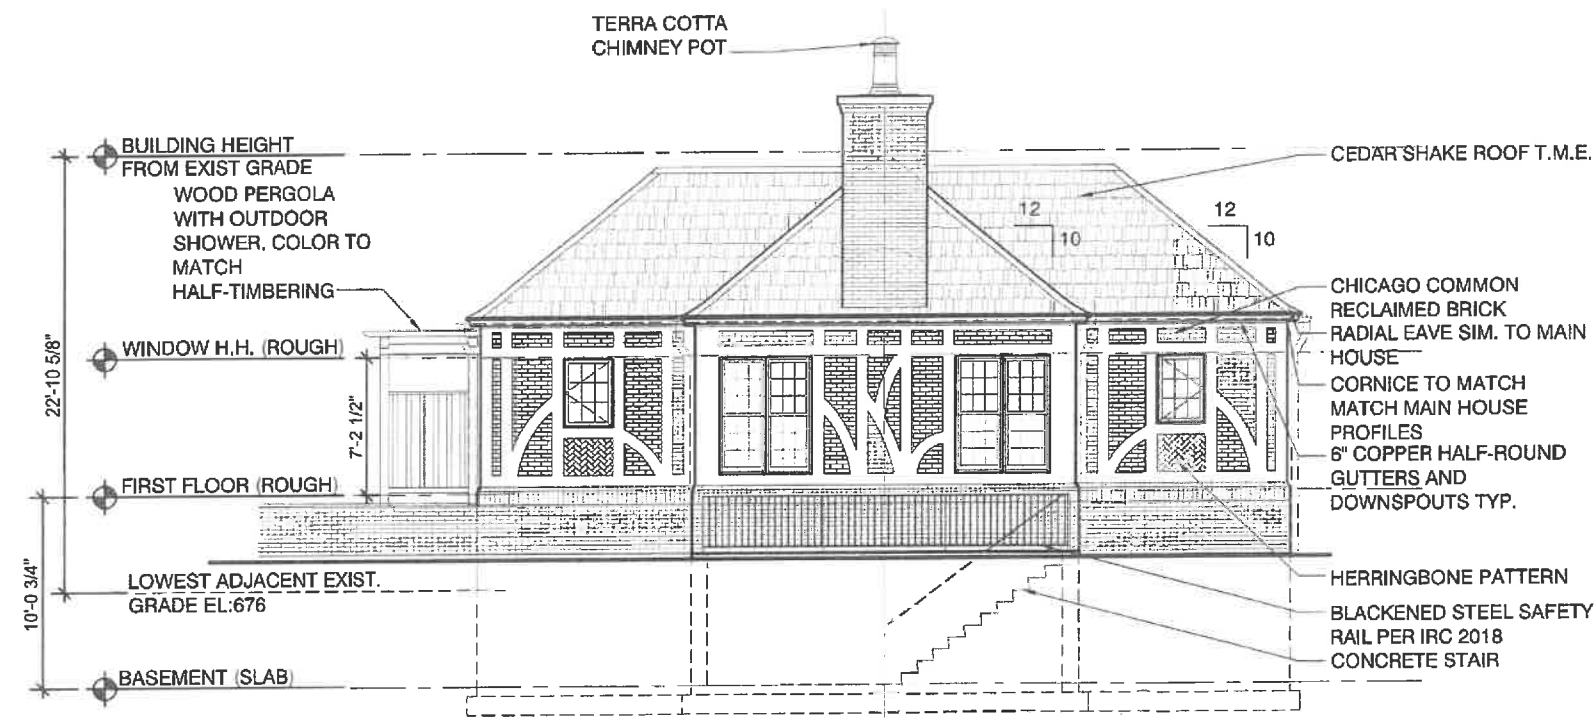 TERRA COTTA
CHIMNEY POT
BUILDING HEIGHT
FROM EXIST GRADE
WOOD PERGOLA
WITH OUTDOOR
SHOWER, COLOR TO
MATCH
HALF-TIMBERING
WINDOW H.H. (ROUGH)
FIRST FLOOR (ROUGH)
LOWEST ADJACENT EXIST.
GRADE EL:676
BASEMENT (SLAB)
22'-10 5/8"
7'-2 1/2"
10'-0 3/4"
12
10
12
10
CEDAR SHAKE ROOF T.M.E.
CHICAGO COMMON
RECLAIMED BRICK
RADIAL EAVE SIM. TO MAIN
HOUSE
CORNICE TO MATCH
MATCH MAIN HOUSE
PROFILES
6" COPPER HALF-ROUND
GUTTERS AND
DOWNSPOUTS TYP.
HERRINGBONE PATTERN
BLACKENED STEEL SAFETY
RAIL PER IRC 2018
CONCRETE STAIR